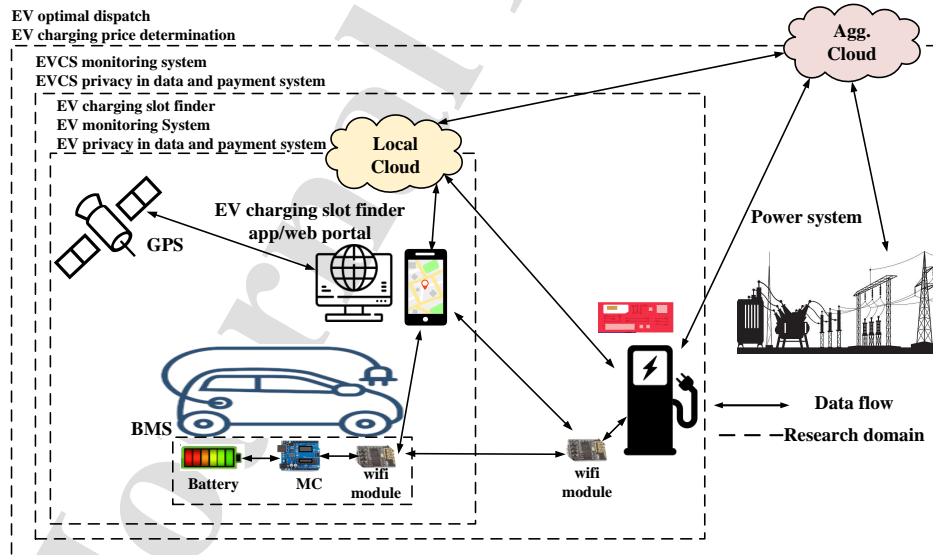 EV optimal dispatch
EV charging price determination
EVCS monitoring system
EVCS privacy in data and payment system
EV charging slot finder
EV monitoring System
EV privacy in data and payment system
Agg.
Cloud
Local
Cloud
GPS
EV charging slot finder
app/web portal
Power system
BMS
Battery
MC
wifi
module
wifi
module
Data flow
Research domain